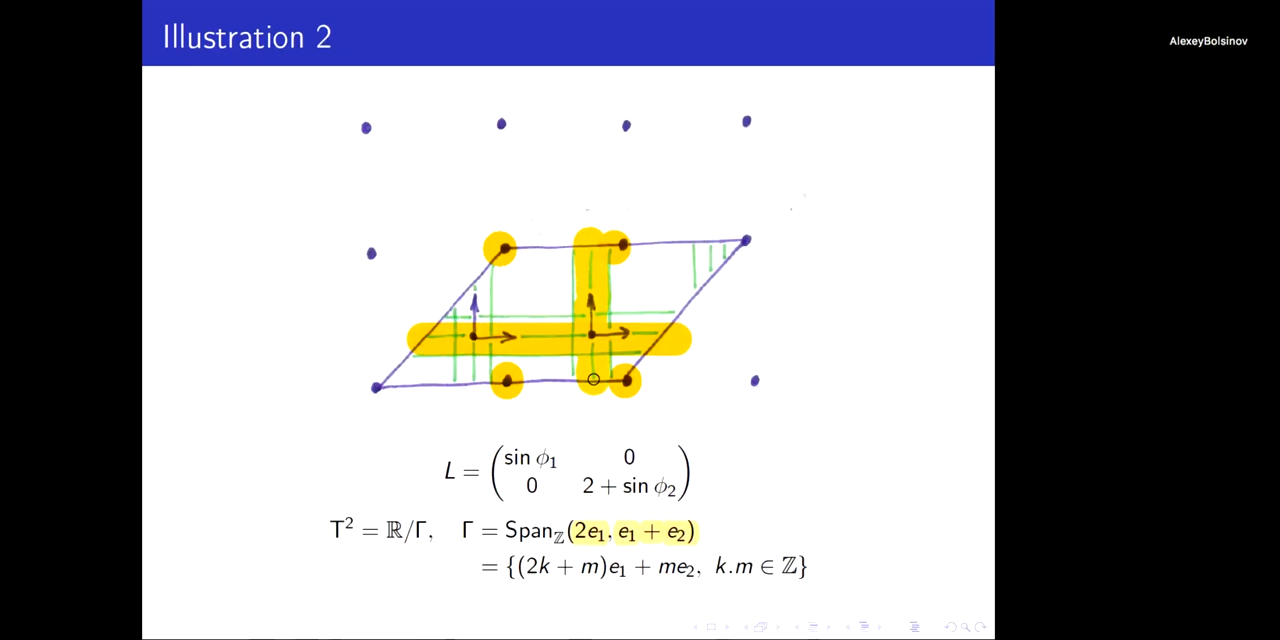 Illustration 2
AlexeyBolsinov
L = (sin ϕ₁ 0
0 2 + sin ϕ₂)
T² = ℝ/Γ, Γ = Span_ℤ(2e₁, e₁ + e₂)
= {(2k + m)e₁ + me₂, k.m ∈ ℤ}